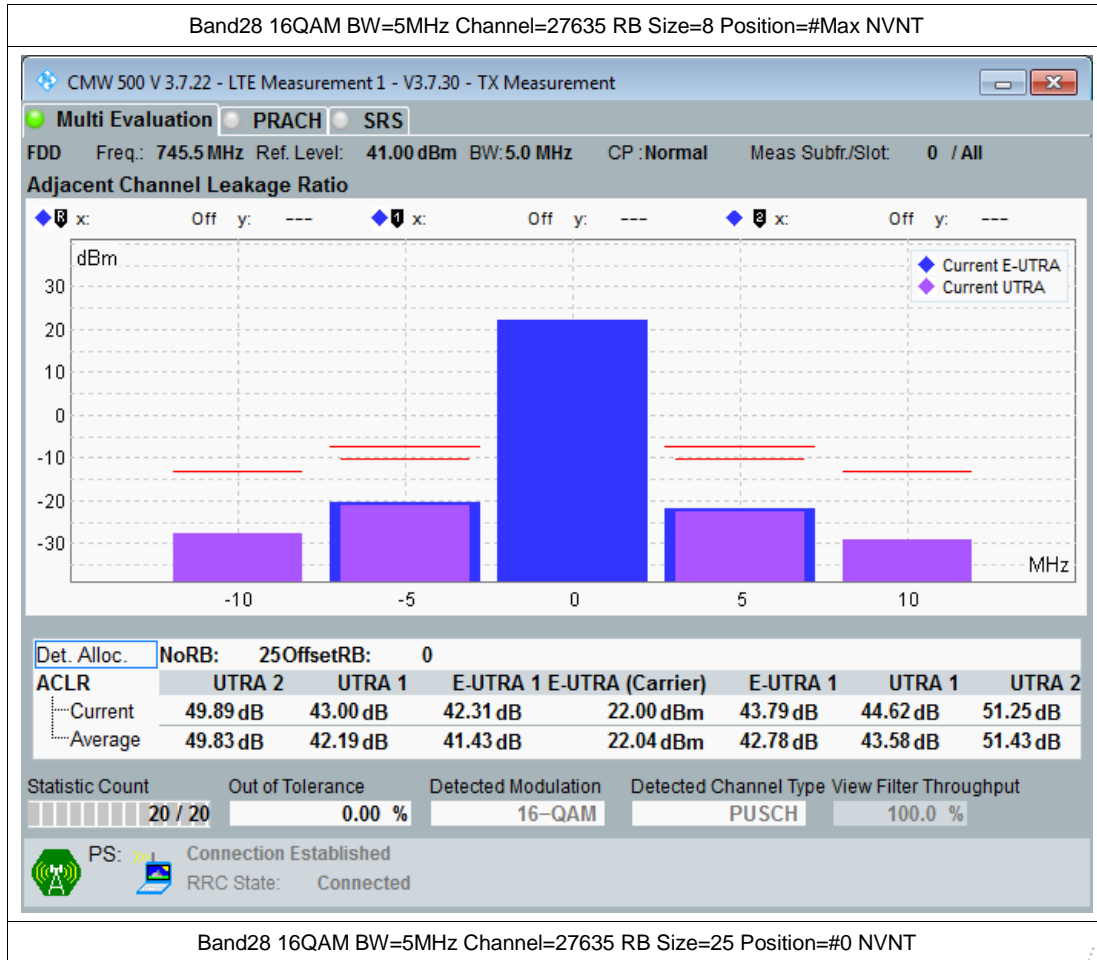 Band28 16QAM BW=5MHz Channel=27635 RB Size=8 Position=#Max NVNT
CMW 500 V 3.7.22 - LTE Measurement 1 - V3.7.30 - TX Measurement
Multi Evaluation PRACH SRS
FDD Freq.: 745.5 MHz Ref. Level: 41.00 dBm BW: 5.0 MHz CP : Normal Meas Subfr./Slot: 0 / All
Adjacent Channel Leakage Ratio
R x: Off y: --- 1 x: Off y: --- 2 x: Off y: ---
dBm
Current E-UTRA
Current UTRA
30
20
10
0
-10
-20
-30
MHz
-10 -5 0 5 10
Det. Alloc. NoRB: 25 OffsetRB: 0
ACLR UTRA 2 UTRA 1 E-UTRA 1 E-UTRA (Carrier) E-UTRA 1 UTRA 1 UTRA 2
Current 49.89 dB 43.00 dB 42.31 dB 22.00 dBm 43.79 dB 44.62 dB 51.25 dB
Average 49.83 dB 42.19 dB 41.43 dB 22.04 dBm 42.78 dB 43.58 dB 51.43 dB
Statistic Count Out of Tolerance Detected Modulation Detected Channel Type View Filter Throughput
20 / 20 0.00 % 16-QAM PUSCH 100.0 %
PS: Connection Established
RRC State: Connected
Band28 16QAM BW=5MHz Channel=27635 RB Size=25 Position=#0 NVNT